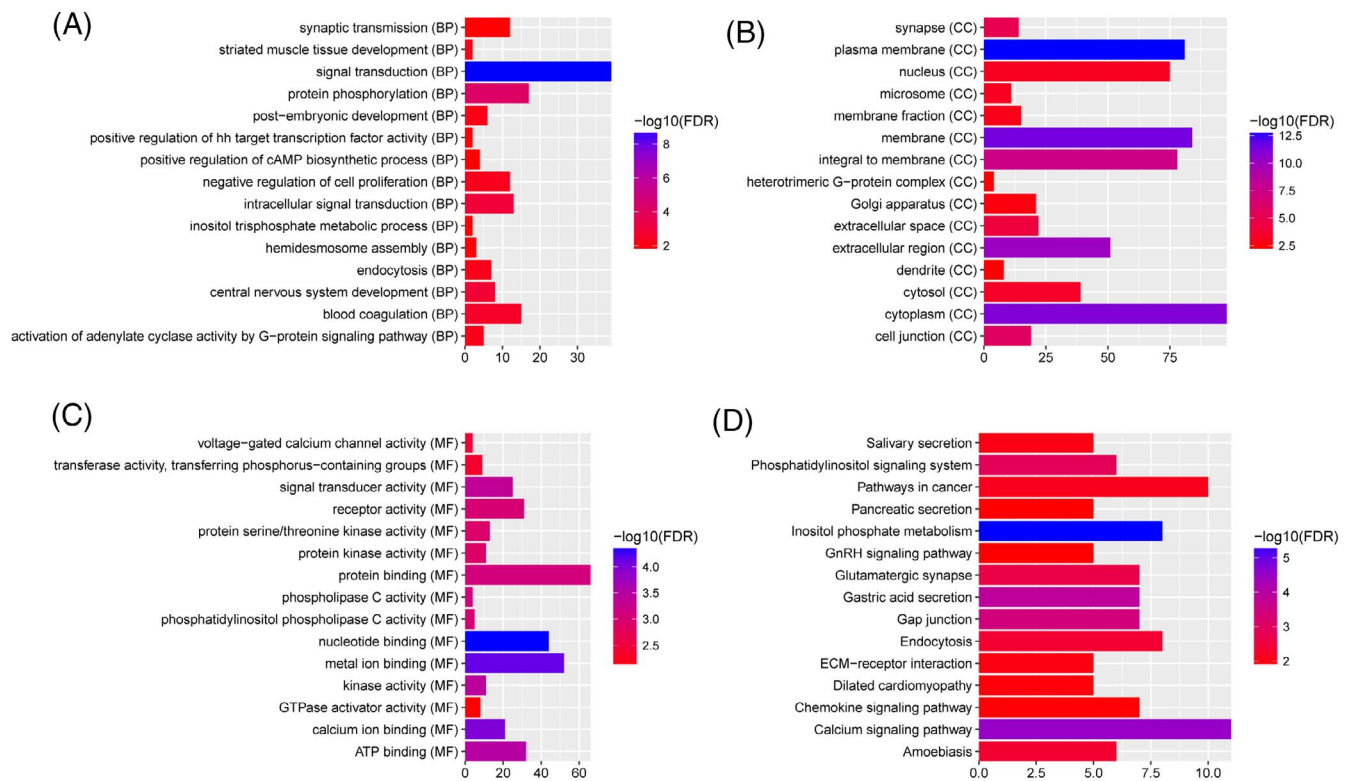 (A)
synaptic transmission (BP)
striated muscle tissue development (BP)
signal transduction (BP)
protein phosphorylation (BP)
post-embryonic development (BP)
positive regulation of hh target transcription factor activity (BP)
positive regulation of cAMP biosynthetic process (BP)
negative regulation of cell proliferation (BP)
intracellular signal transduction (BP)
inositol trisphosphate metabolic process (BP)
hemidesmosome assembly (BP)
endocytosis (BP)
central nervous system development (BP)
blood coagulation (BP)
activation of adenylate cyclase activity by G-protein signaling pathway (BP)
0 10 20 30
−log10(FDR)
8
6
4
2
(B)
synapse (CC)
plasma membrane (CC)
nucleus (CC)
microsome (CC)
membrane fraction (CC)
membrane (CC)
integral to membrane (CC)
heterotrimeric G-protein complex (CC)
Golgi apparatus (CC)
extracellular space (CC)
extracellular region (CC)
dendrite (CC)
cytosol (CC)
cytoplasm (CC)
cell junction (CC)
0 25 50 75
−log10(FDR)
12.5
10.0
7.5
5.0
2.5
(C)
voltage-gated calcium channel activity (MF)
transferase activity, transferring phosphorus-containing groups (MF)
signal transducer activity (MF)
receptor activity (MF)
protein serine/threonine kinase activity (MF)
protein kinase activity (MF)
protein binding (MF)
phospholipase C activity (MF)
phosphatidylinositol phospholipase C activity (MF)
nucleotide binding (MF)
metal ion binding (MF)
kinase activity (MF)
GTPase activator activity (MF)
calcium ion binding (MF)
ATP binding (MF)
0 20 40 60
−log10(FDR)
4.0
3.5
3.0
2.5
(D)
Salivary secretion
Phosphatidylinositol signaling system
Pathways in cancer
Pancreatic secretion
Inositol phosphate metabolism
GnRH signaling pathway
Glutamatergic synapse
Gastric acid secretion
Gap junction
Endocytosis
ECM-receptor interaction
Dilated cardiomyopathy
Chemokine signaling pathway
Calcium signaling pathway
Amoebiasis
0.0 2.5 5.0 7.5 10.0
−log10(FDR)
5
4
3
2